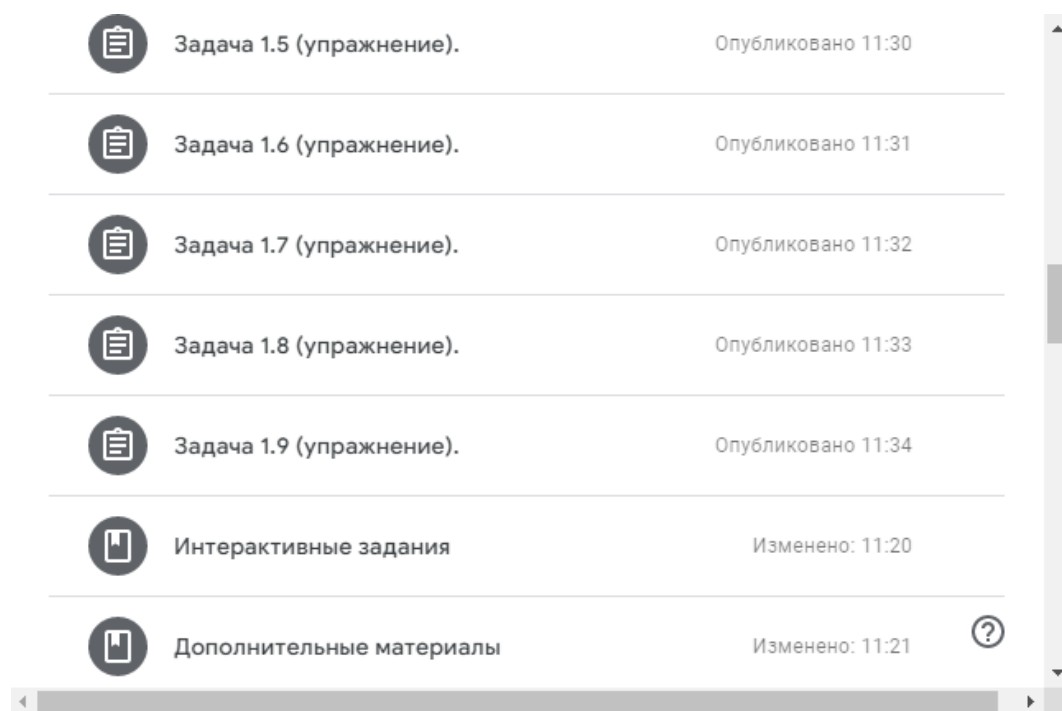 Задача 1.5 (упражнение). Опубликовано 11:30
Задача 1.6 (упражнение). Опубликовано 11:31
Задача 1.7 (упражнение). Опубликовано 11:32
Задача 1.8 (упражнение). Опубликовано 11:33
Задача 1.9 (упражнение). Опубликовано 11:34
Интерактивные задания Изменено: 11:20
Дополнительные материалы Изменено: 11:21